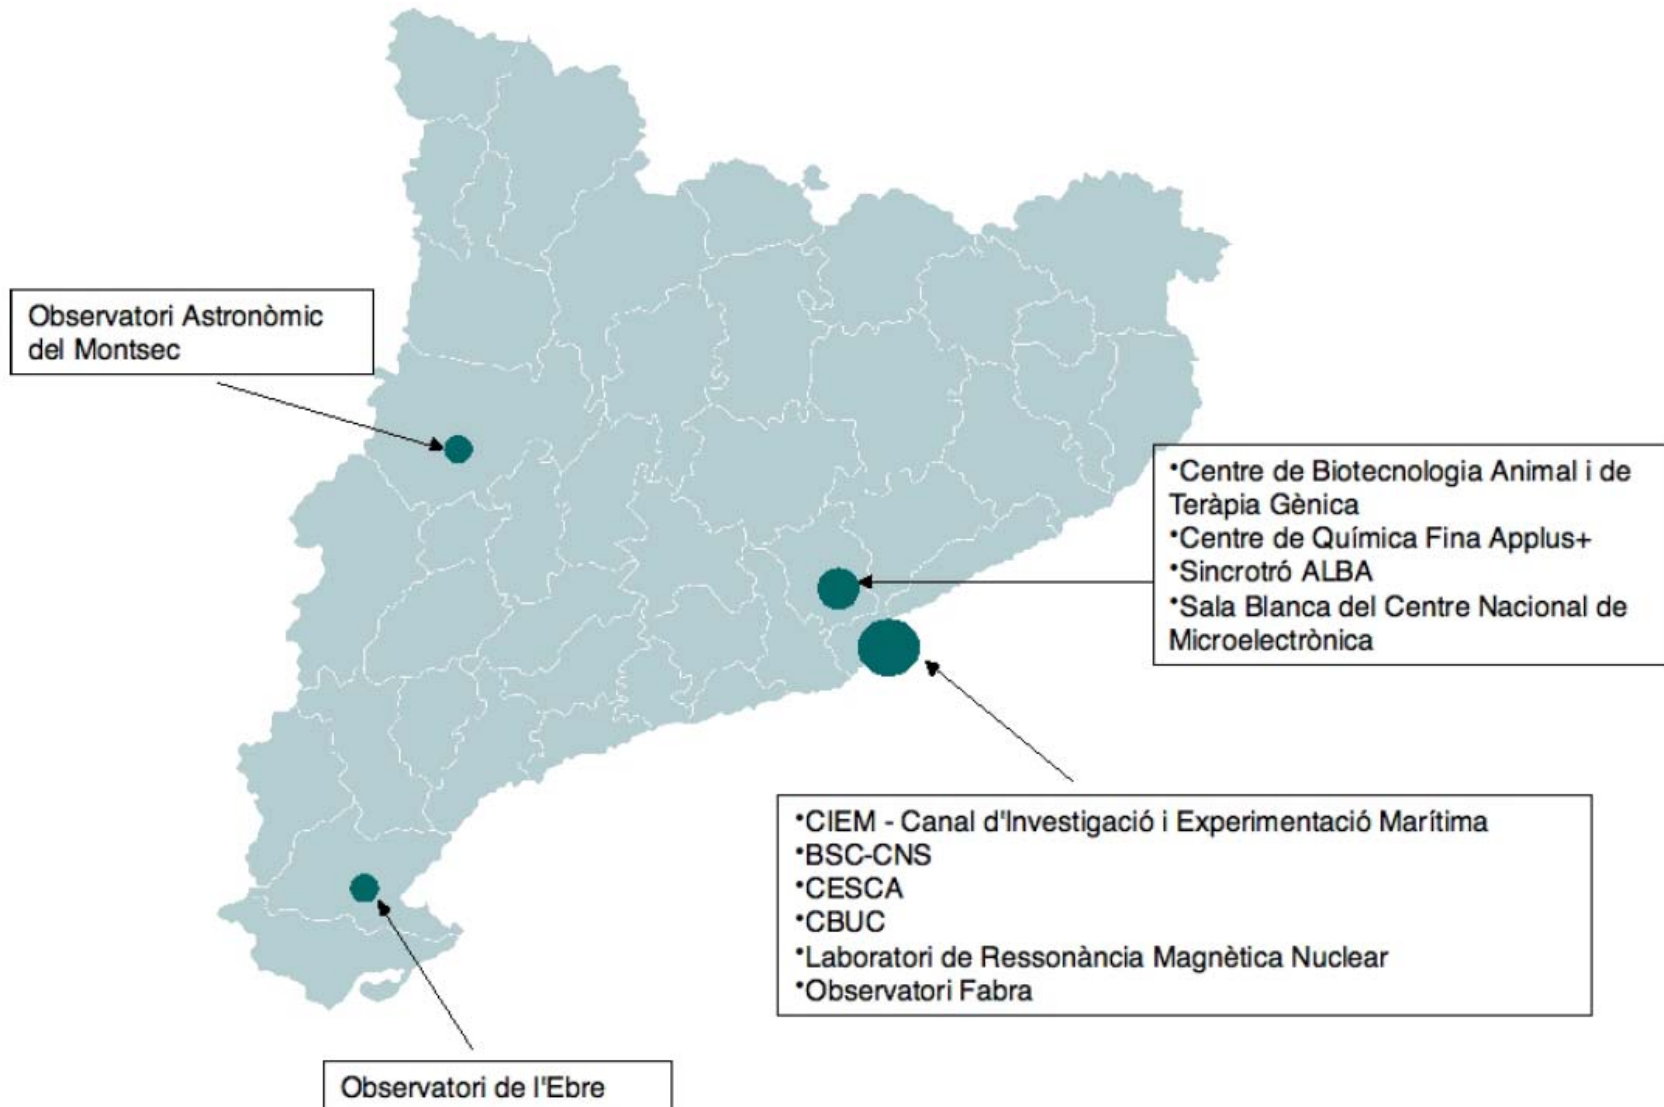 Observatori Astronòmic
del Montsec
•Centre de Biotecnologia Animal i de
Teràpia Gènica
•Centre de Química Fina Applus+
•Sincrotró ALBA
•Sala Blanca del Centre Nacional de
Microelectrònica
•CIEM - Canal d'Investigació i Experimentació Marítima
•BSC-CNS
•CESCA
•CBUC
•Laboratori de Ressonància Magnètica Nuclear
•Observatori Fabra
Observatori de l'Ebre